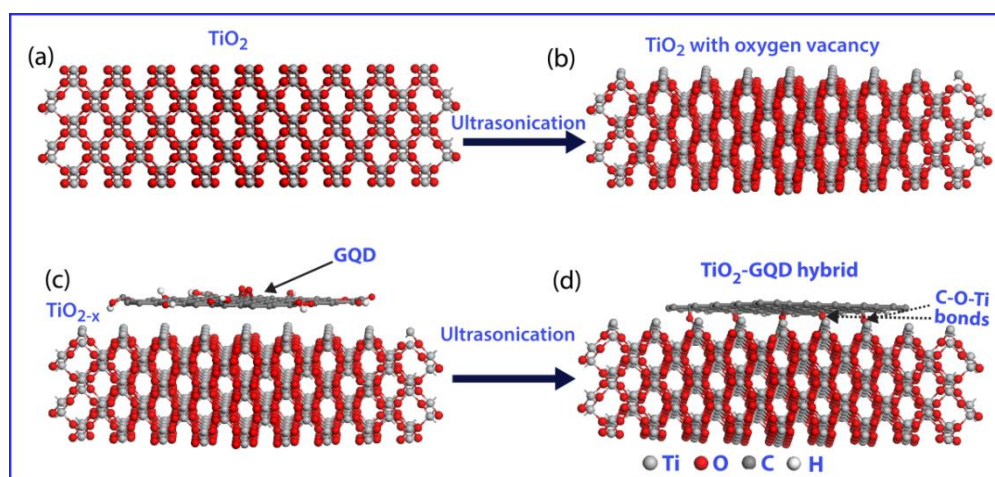 (a)
TiO₂
(b)
TiO₂ with oxygen vacancy
Ultrasonication
(c)
GQD
TiO₂₋ₓ
Ultrasonication
(d)
TiO₂-GQD hybrid
C-O-Ti
bonds
Ti O C H